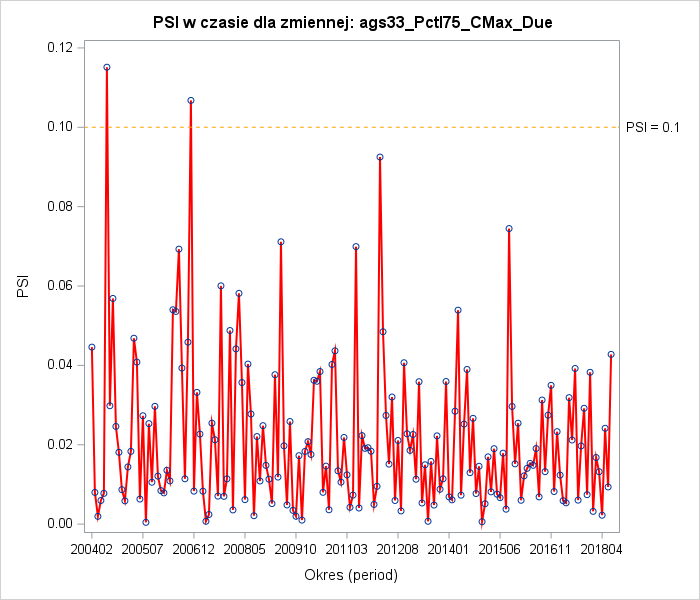 PSI w czasie dla zmiennej: ags33_Pctl75_CMax_Due
0.12
0.10
0.08
0.06
0.04
0.02
0.00
PSI
PSI = 0.1
200402 200507 200612 200805 200910 201103 201208 201401 201506 201611 201804
Okres (period)